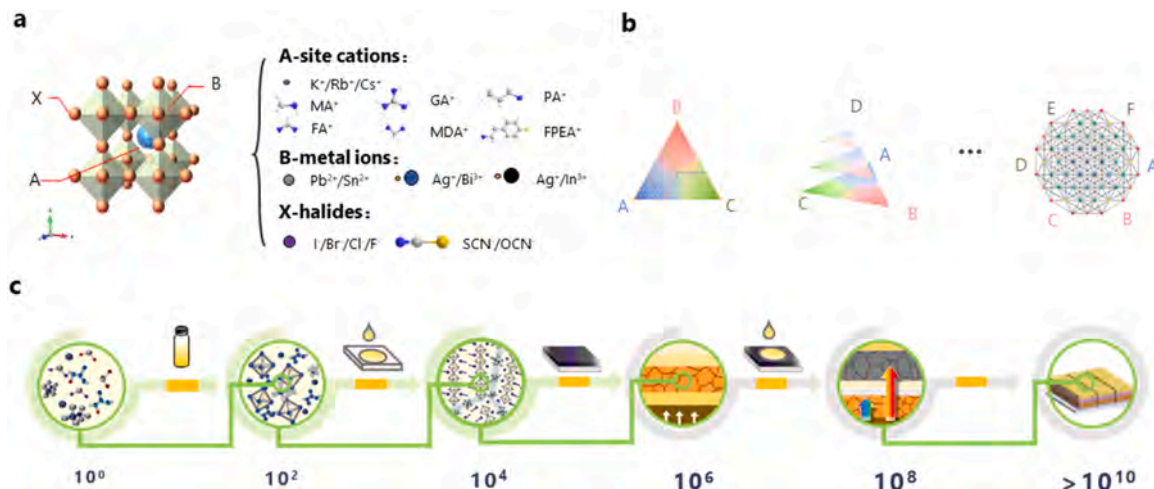 a
X
B
A
A-site cations:
K⁺/Rb⁺/Cs⁺
MA⁺ GA⁺ PA⁺
FA⁺ MDA⁺ FPEA⁺
B-metal ions:
Pb²⁺/Sn²⁺ Ag⁺/Bi³⁺ Ag⁺/In³⁺
X-halides:
I⁻/Br⁻/Cl⁻/F⁻ SCN⁻/OCN⁻
b
B
A C
D
A
C
B
...
E F
D A
C B
c
10⁰ 10² 10⁴ 10⁶ 10⁸ > 10¹⁰